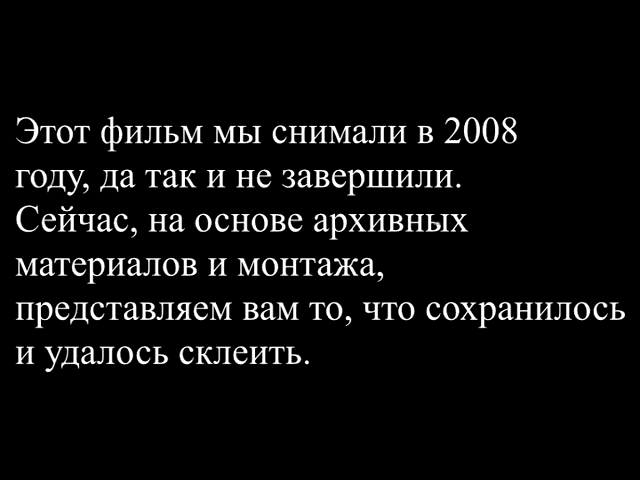 Этот фильм мы снимали в 2008
году, да так и не завершили.
Сейчас, на основе архивных
материалов и монтажа,
представляем вам то, что сохранилось
и удалось склеить.